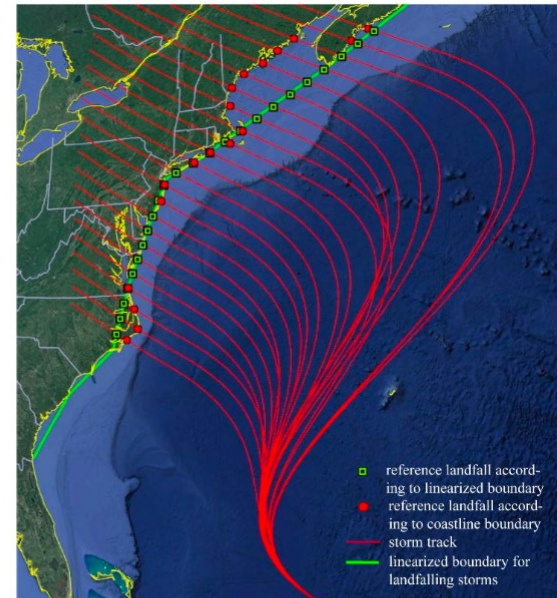 reference landfall accord-
ing to linearized boundary
reference landfall accord-
ing to coastline boundary
storm track
linearized boundary for
landfalling storms